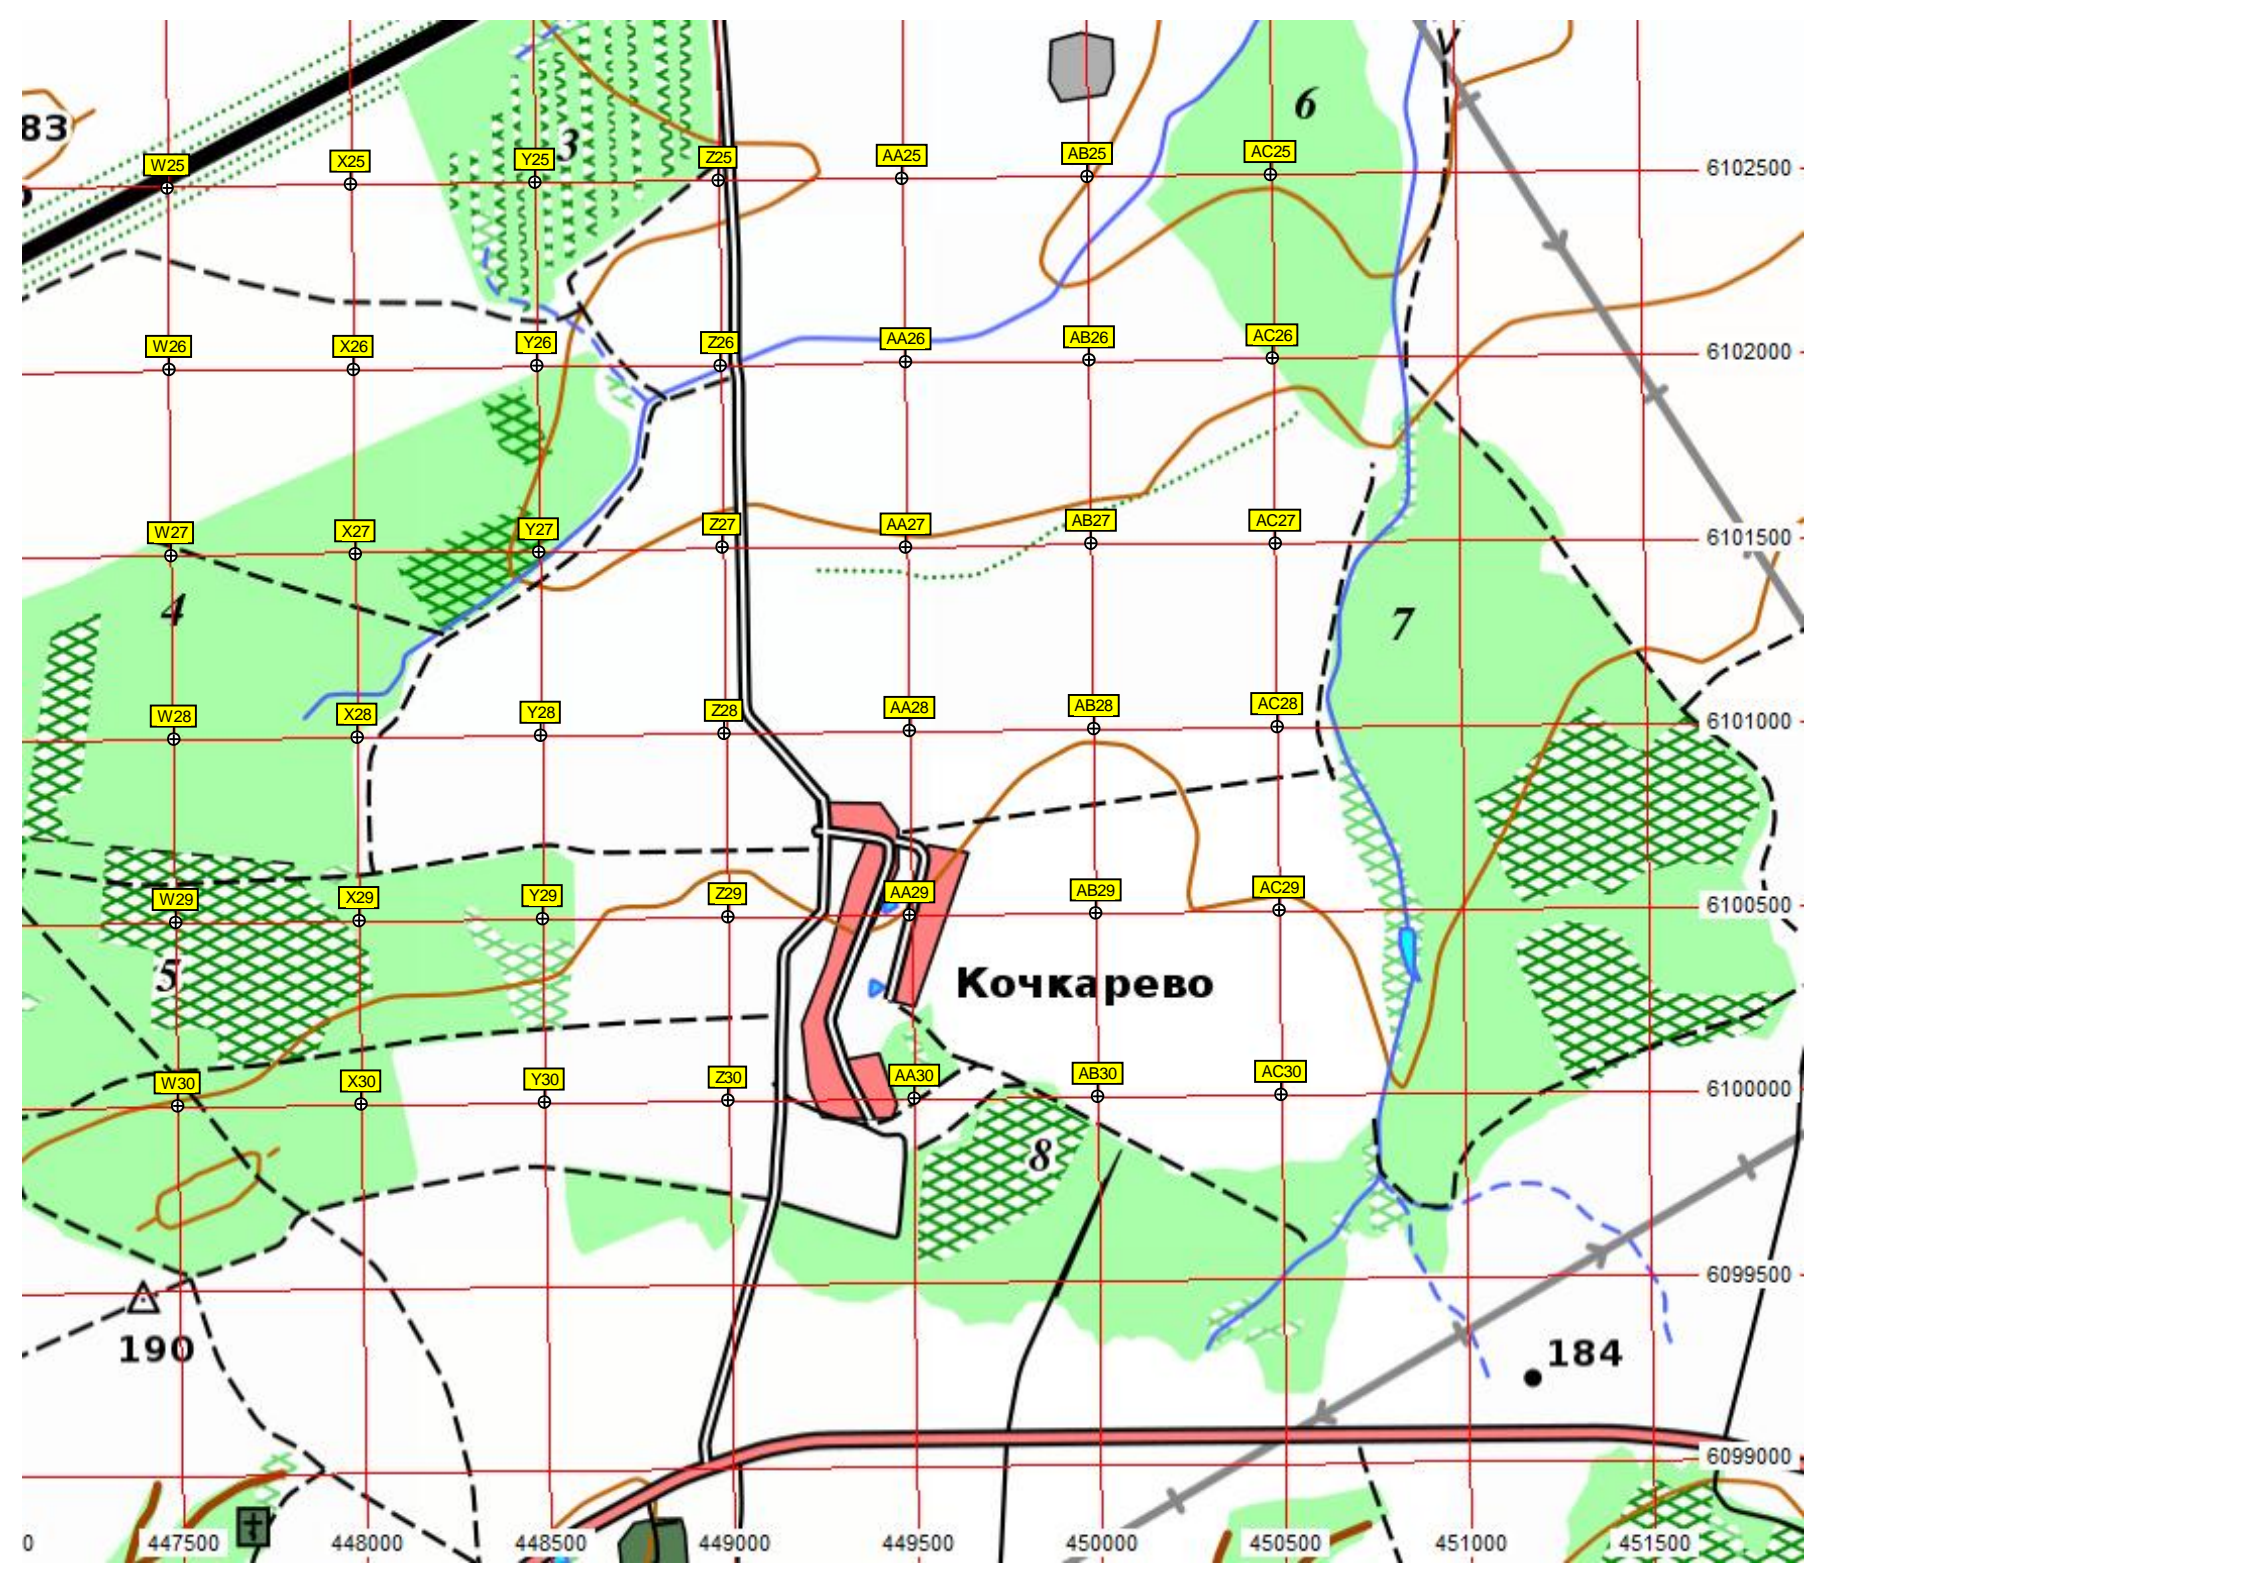 6
83
3
W25 X25 Y25 Z25 AA25 AB25 AC25 6102500
W26 X26 Y26 Z26 AA26 AB26 AC26 6102000
W27 X27 Y27 Z27 AA27 AB27 AC27 6101500
4 7
W28 X28 Y28 Z28 AA28 AB28 AC28 6101000
W29 X29 Y29 Z29 AA29 AB29 AC29 6100500
5 Кочкарево
W30 X30 Y30 Z30 AA30 AB30 AC30 6100000
8
6099500
190 184
6099000
0 447500 448000 448500 449000 449500 450000 450500 451000 451500